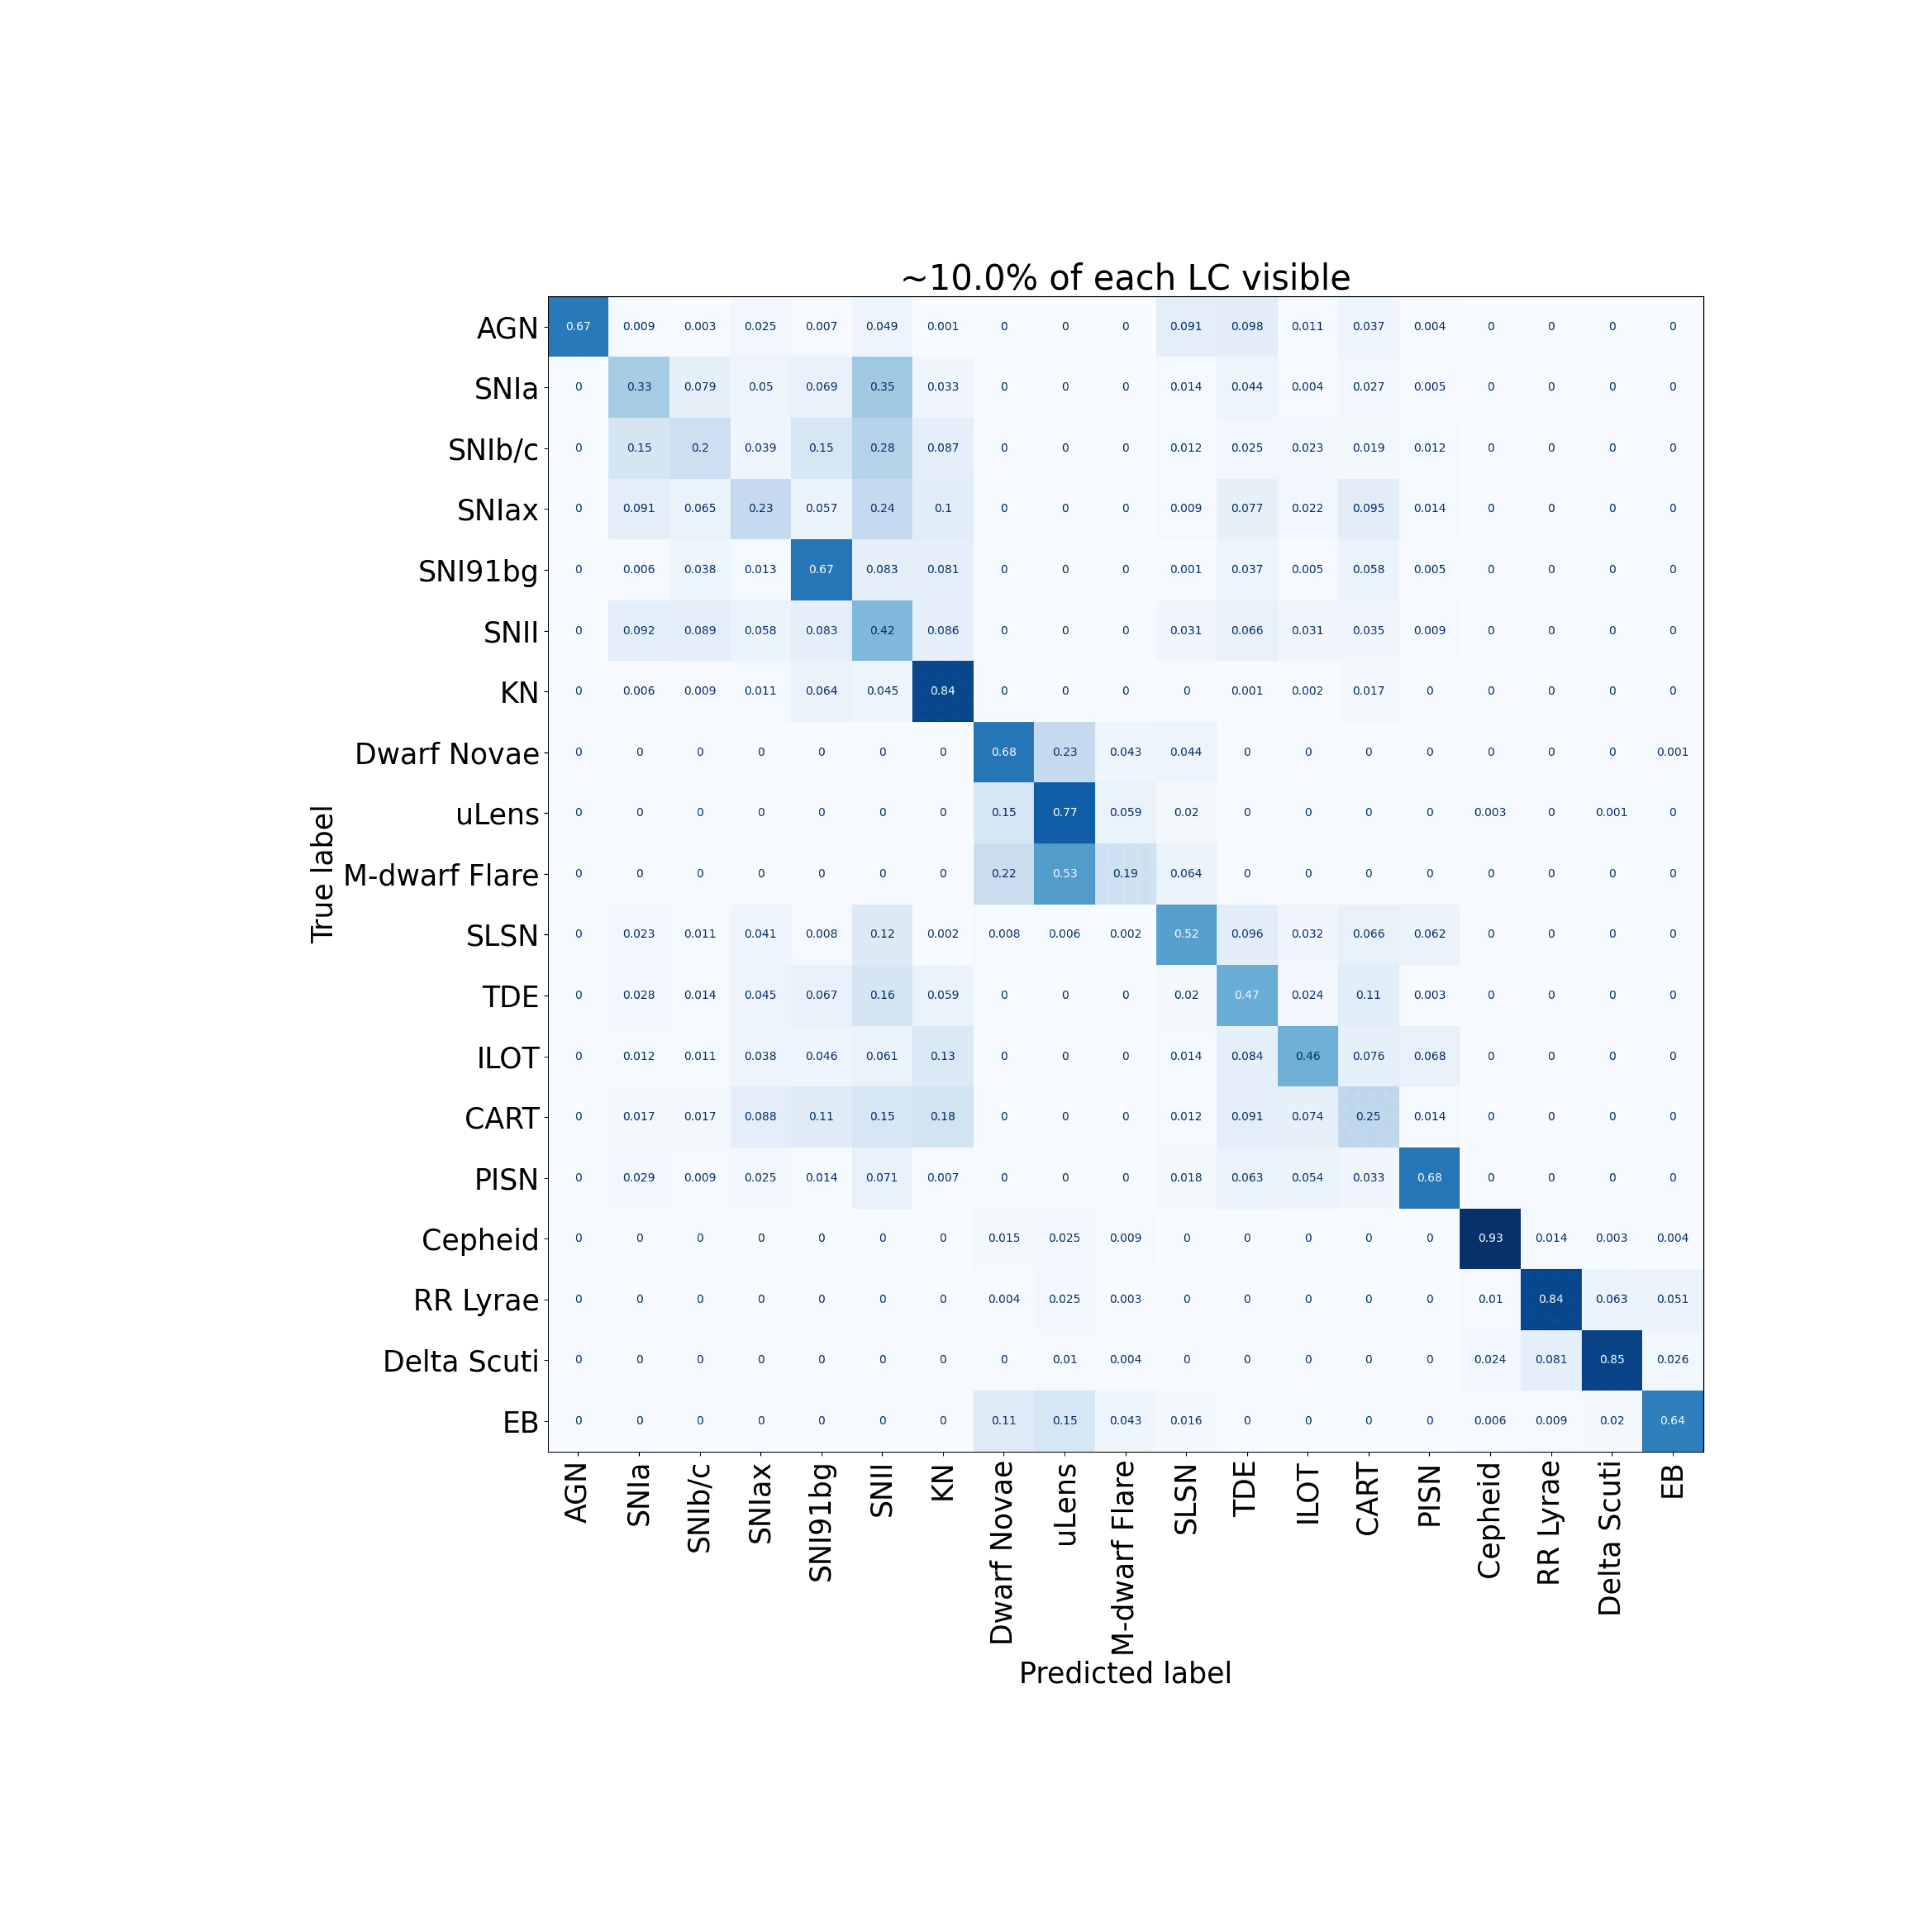 ~10.0% of each LC visible
AGN 0.67 0.009 0.003 0.025 0.007 0.049 0.001 0 0 0 0.091 0.098 0.011 0.037 0.004 0 0 0 0
SNIa 0 0.33 0.079 0.05 0.069 0.35 0.033 0 0 0 0.014 0.044 0.004 0.027 0.005 0 0 0 0
SNIb/c 0 0.15 0.2 0.039 0.15 0.28 0.087 0 0 0 0.012 0.025 0.023 0.019 0.012 0 0 0 0
SNIax 0 0.091 0.065 0.23 0.057 0.24 0.1 0 0 0 0.009 0.077 0.022 0.095 0.014 0 0 0 0
SNI91bg 0 0.006 0.038 0.013 0.67 0.083 0.081 0 0 0 0.001 0.037 0.005 0.058 0.005 0 0 0 0
SNII 0 0.092 0.089 0.058 0.083 0.42 0.086 0 0 0 0.031 0.066 0.031 0.035 0.009 0 0 0 0
KN 0 0.006 0.009 0.011 0.064 0.045 0.84 0 0 0 0 0.001 0.002 0.017 0 0 0 0 0
Dwarf Novae 0 0 0 0 0 0 0 0.68 0.23 0.043 0.044 0 0 0 0 0 0 0 0.001
uLens 0 0 0 0 0 0 0 0.15 0.77 0.059 0.02 0 0 0 0 0.003 0 0.001 0
M-dwarf Flare 0 0 0 0 0 0 0 0.22 0.53 0.19 0.064 0 0 0 0 0 0 0 0
SLSN 0 0.023 0.011 0.041 0.008 0.12 0.002 0.008 0.006 0.002 0.52 0.096 0.032 0.066 0.062 0 0 0 0
TDE 0 0.028 0.014 0.045 0.067 0.16 0.059 0 0 0 0.02 0.47 0.024 0.11 0.003 0 0 0 0
ILOT 0 0.012 0.011 0.038 0.046 0.061 0.13 0 0 0 0.014 0.084 0.46 0.076 0.068 0 0 0 0
CART 0 0.017 0.017 0.088 0.11 0.15 0.18 0 0 0 0.012 0.091 0.074 0.25 0.014 0 0 0 0
PISN 0 0.029 0.009 0.025 0.014 0.071 0.007 0 0 0 0.018 0.063 0.054 0.033 0.68 0 0 0 0
Cepheid 0 0 0 0 0 0 0 0.015 0.025 0.009 0 0 0 0 0 0.93 0.014 0.003 0.004
RR Lyrae 0 0 0 0 0 0 0 0.004 0.025 0.003 0 0 0 0 0 0.01 0.84 0.063 0.051
Delta Scuti 0 0 0 0 0 0 0 0 0.01 0.004 0 0 0 0 0 0.024 0.081 0.85 0.026
EB 0 0 0 0 0 0 0 0.11 0.15 0.043 0.016 0 0 0 0 0.006 0.009 0.02 0.64
True label
AGN SNIa SNIb/c SNIax SNI91bg SNII KN Dwarf Novae uLens M-dwarf Flare SLSN TDE ILOT CART PISN Cepheid RR Lyrae Delta Scuti EB
Predicted label